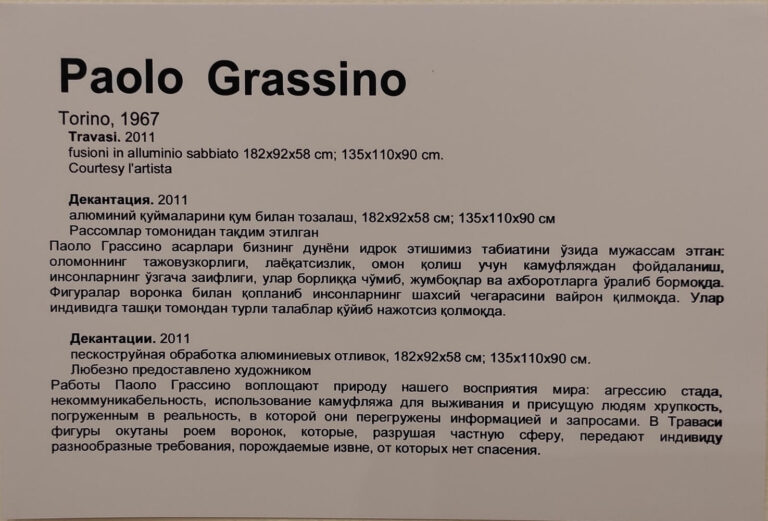 Paolo Grassino
Torino, 1967
Travasi. 2011
fusioni in alluminio sabbiato 182x92x58 cm; 135x110x90 cm.
Courtesy l'artista
Декантация. 2011
алюминий қуймаларини қум билан тозалаш, 182х92х58 см; 135х110х90 см
Рассомлар томонидан тақдим этилган
Паоло Грассино асарлари бизнинг дунёни идрок этишимиз табиатини ўзида мужассам этган:
оломоннинг тажовузкорлиги, лаёқатсизлик, омон қолиш учун камуфляждан фойдаланиш,
инсонларнинг ўзгача заифлиги, улар борлиққа чўмиб, жумбоқлар ва ахборотларга ўралиб бормоқда.
Фигуралар воронка билан қопланиб инсонларнинг шахсий чегарасини вайрон қилмоқда. Улар
индивидга ташқи томондан турли талаблар қўйиб нажотсиз қолмоқда.
Декантации. 2011
пескоструйная обработка алюминиевых отливок, 182х92х58 см; 135х110х90 см.
Любезно предоставлено художником
Работы Паоло Грассино воплощают природу нашего восприятия мира: агрессию стада,
некоммуникабельность, использование камуфляжа для выживания и присущую людям хрупкость,
погруженным в реальность, в которой они перегружены информацией и запросами. В Траваси
фигуры окутаны роем воронок, которые, разрушая частную сферу, передают индивиду
разнообразные требования, порождаемые извне, от которых нет спасения.